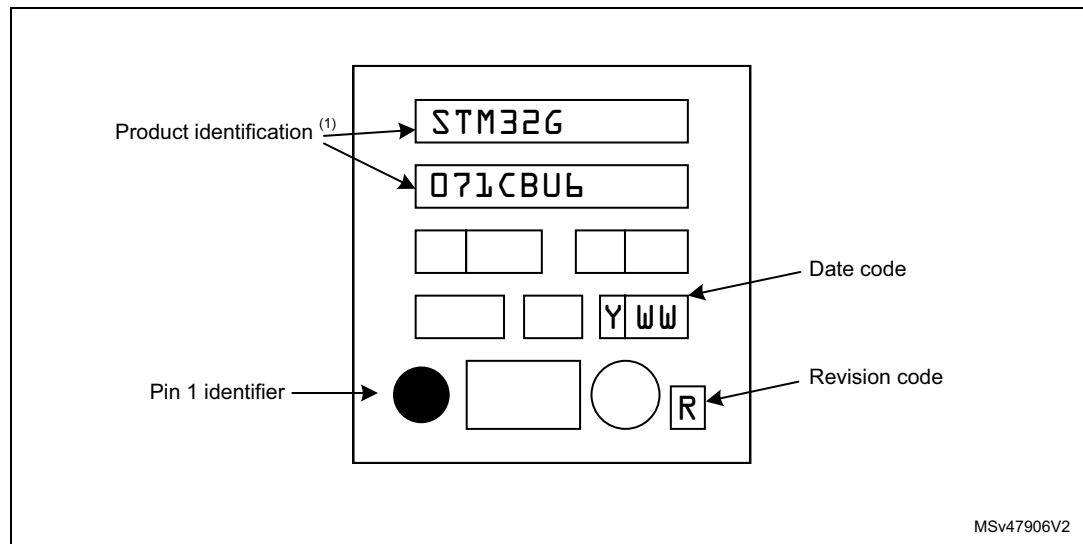 STM32G
Product identification (1)
071CBU6
Date code
Y WW
Pin 1 identifier
Revision code
R
MSv47906V2